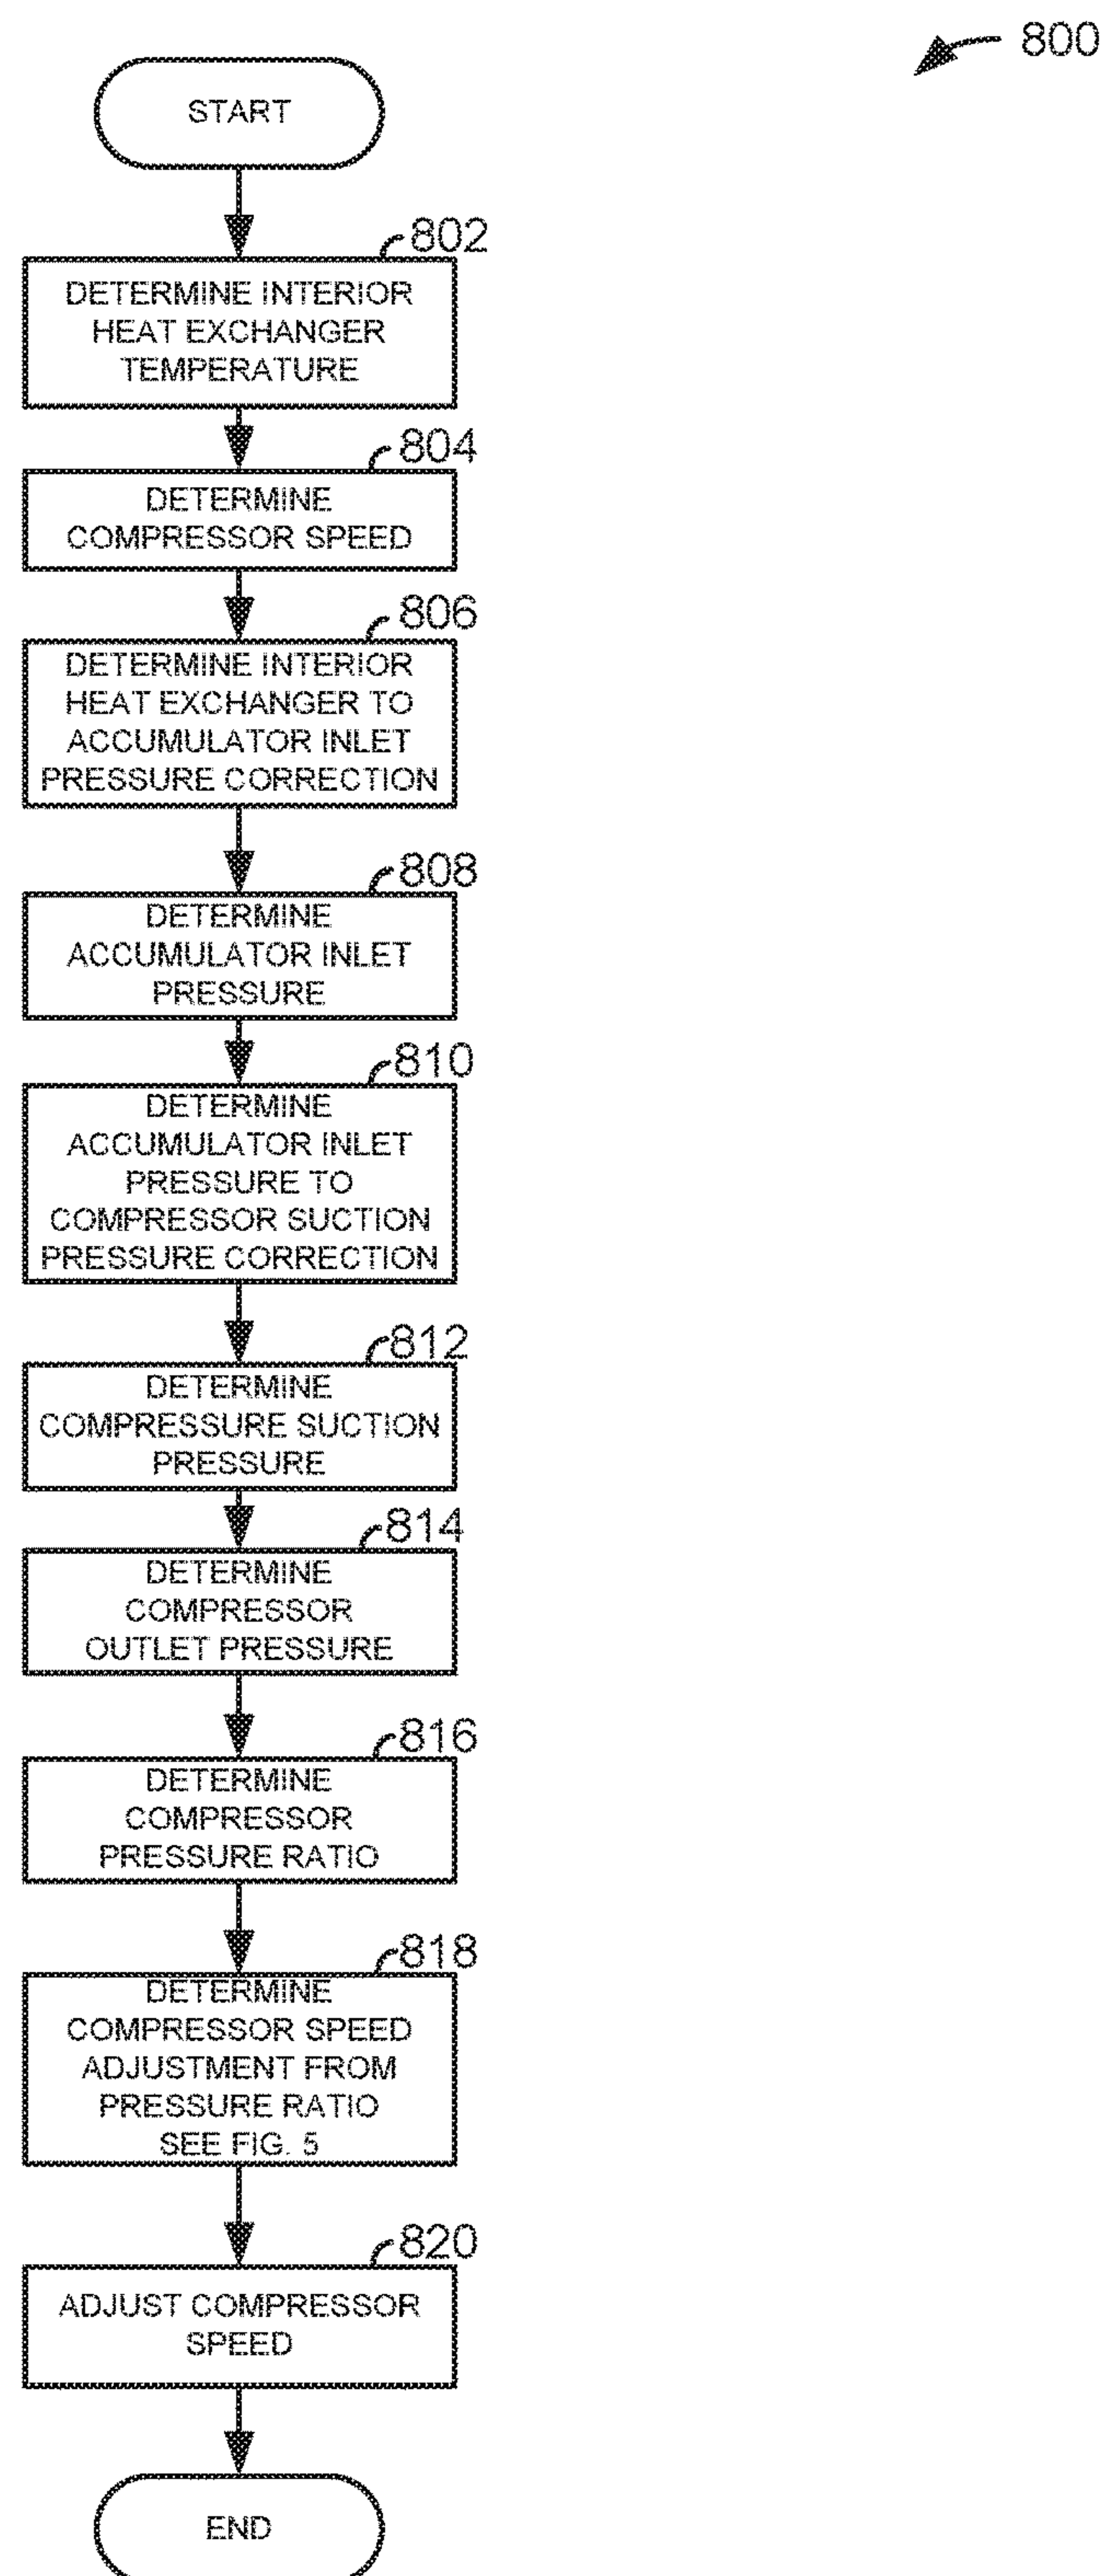 800
START
802
DETERMINE INTERIOR
HEAT EXCHANGER
TEMPERATURE
804
DETERMINE
COMPRESSOR SPEED
806
DETERMINE INTERIOR
HEAT EXCHANGER TO
ACCUMULATOR INLET
PRESSURE CORRECTION
808
DETERMINE
ACCUMULATOR INLET
PRESSURE
810
DETERMINE
ACCUMULATOR INLET
PRESSURE TO
COMPRESSOR SUCTION
PRESSURE CORRECTION
812
DETERMINE
COMPRESSURE SUCTION
PRESSURE
814
DETERMINE
COMPRESSOR
OUTLET PRESSURE
816
DETERMINE
COMPRESSOR
PRESSURE RATIO
818
DETERMINE
COMPRESSOR SPEED
ADJUSTMENT FROM
PRESSURE RATIO
SEE FIG. 5
820
ADJUST COMPRESSOR
SPEED
END